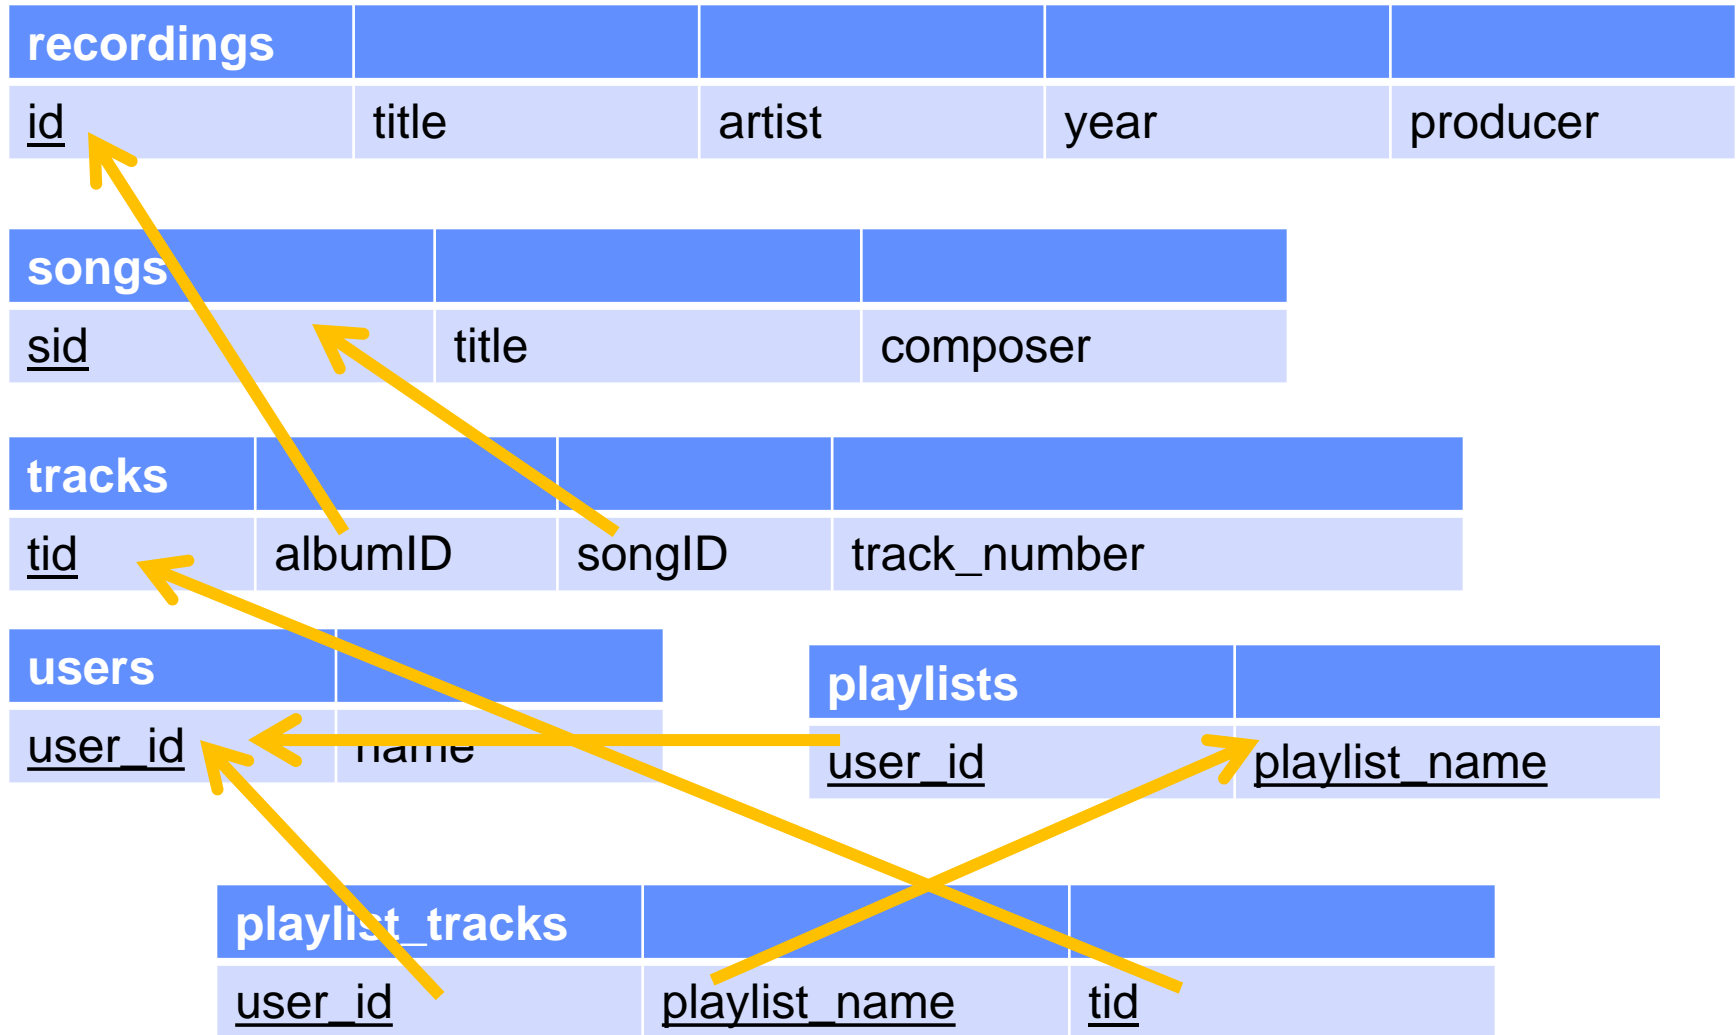 recordings
id title artist year producer
songs
sid title composer
tracks
tid albumID songID track_number
users
user_id name
playlists
user_id playlist_name
playlist_tracks
user_id playlist_name tid